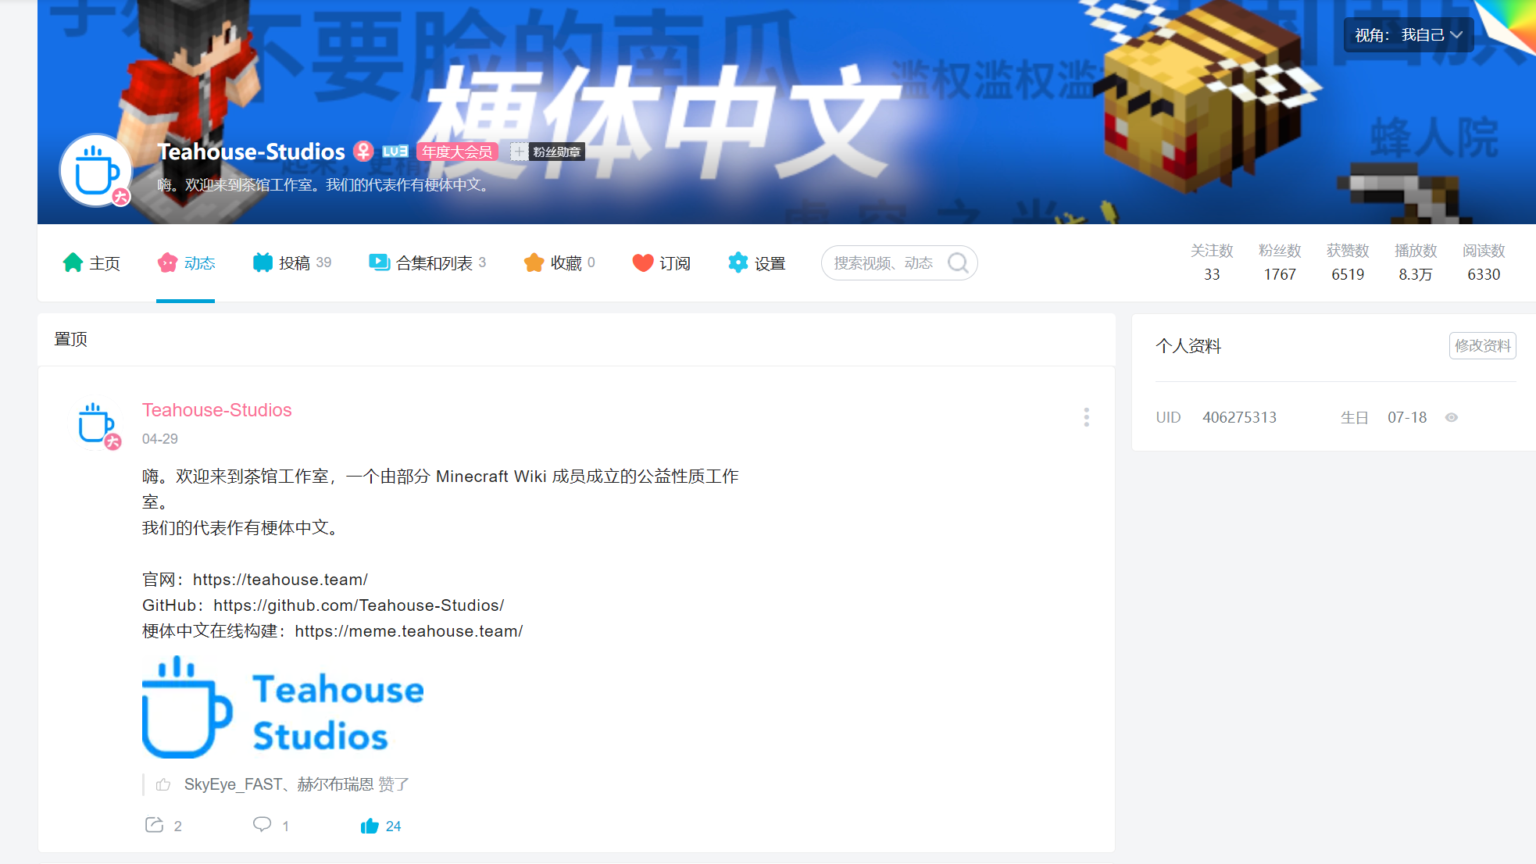 不要脸的南瓜
梗体中文
滥权滥权滥
蜂人院
视角： 我自己
Teahouse-Studios LV3 年度大会员 + 粉丝勋章
嗨。欢迎来到茶馆工作室。我们的代表作有梗体中文。
大
主页 动态 投稿 39 合集和列表 3 收藏 0 订阅 设置 搜索视频、动态
关注数 粉丝数 获赞数 播放数 阅读数
33 1767 6519 8.3万 6330
置顶
Teahouse-Studios
大
04-29
嗨。欢迎来到茶馆工作室，一个由部分 Minecraft Wiki 成员成立的公益性质工作
室。
我们的代表作有梗体中文。
官网：https://teahouse.team/
GitHub：https://github.com/Teahouse-Studios/
梗体中文在线构建：https://meme.teahouse.team/
Teahouse
Studios
SkyEye_FAST、赫尔布瑞恩 赞了
2 1 24
个人资料 修改资料
UID 406275313 生日 07-18